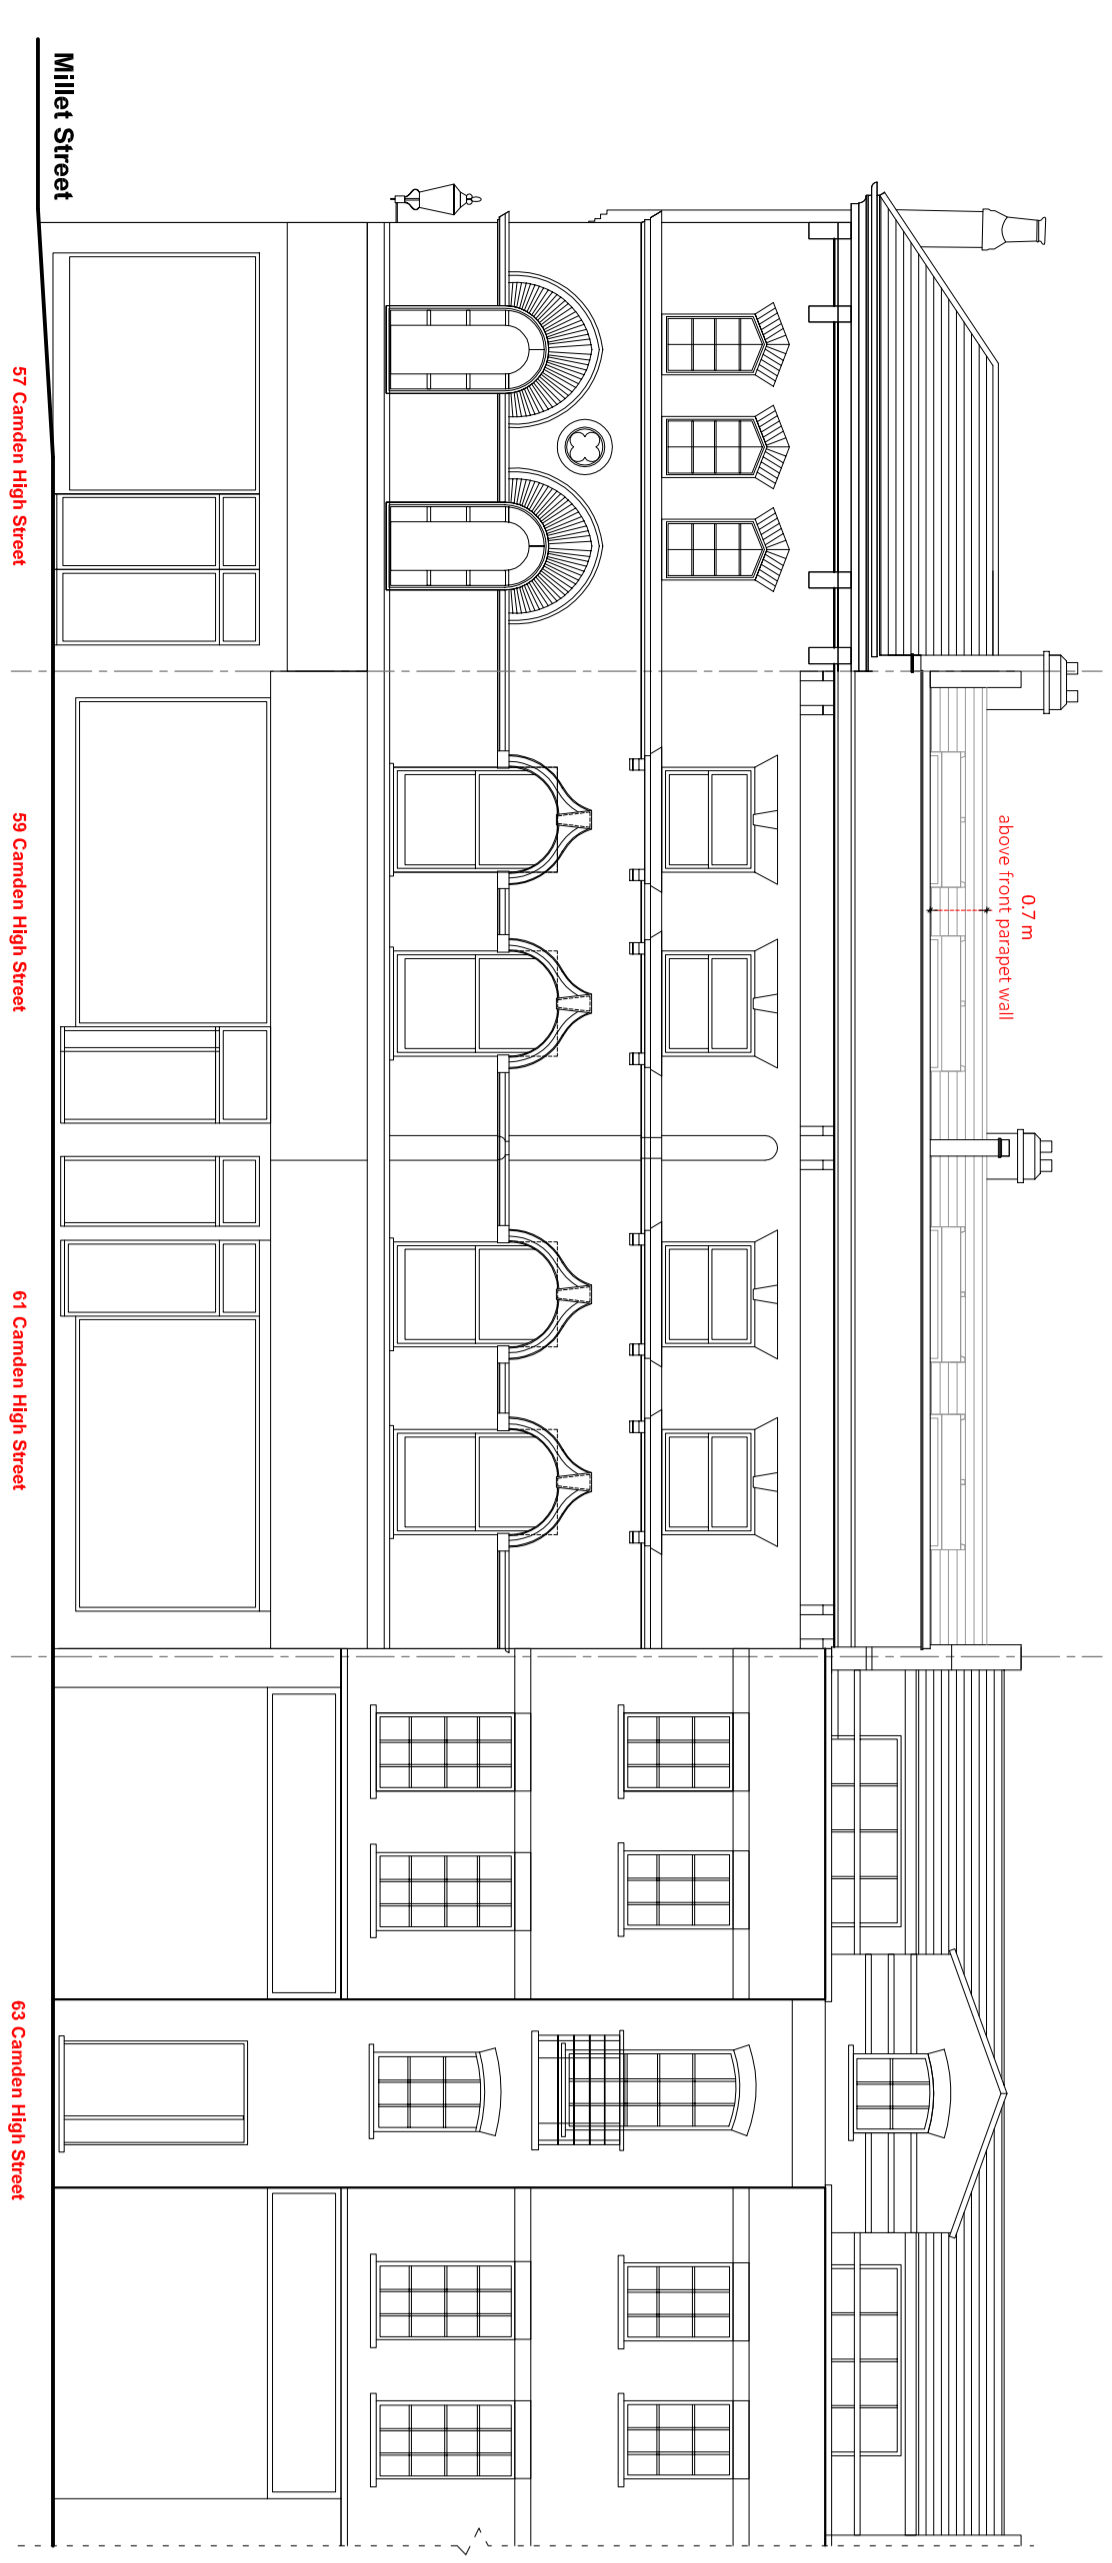 0.7 m
above front parapet wall
Millet Street
57 Camden High Street
59 Camden High Street
61 Camden High Street
63 Camden High Street